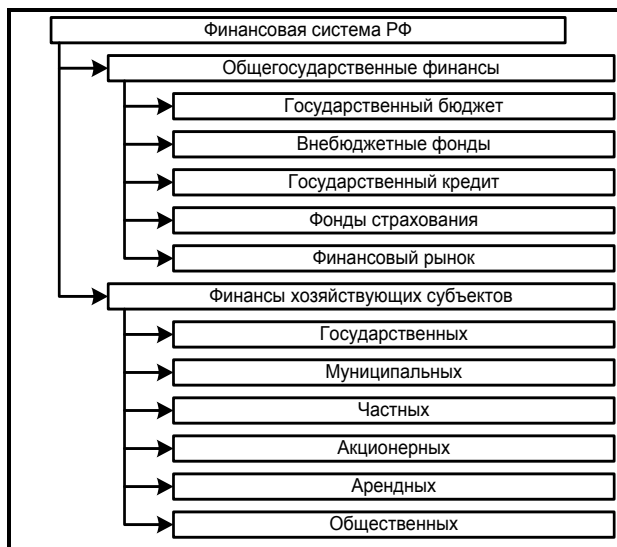 Финансовая система РФ
Общегосударственные финансы
Государственный бюджет
Внебюджетные фонды
Государственный кредит
Фонды страхования
Финансовый рынок
Финансы хозяйствующих субъектов
Государственных
Муниципальных
Частных
Акционерных
Арендных
Общественных